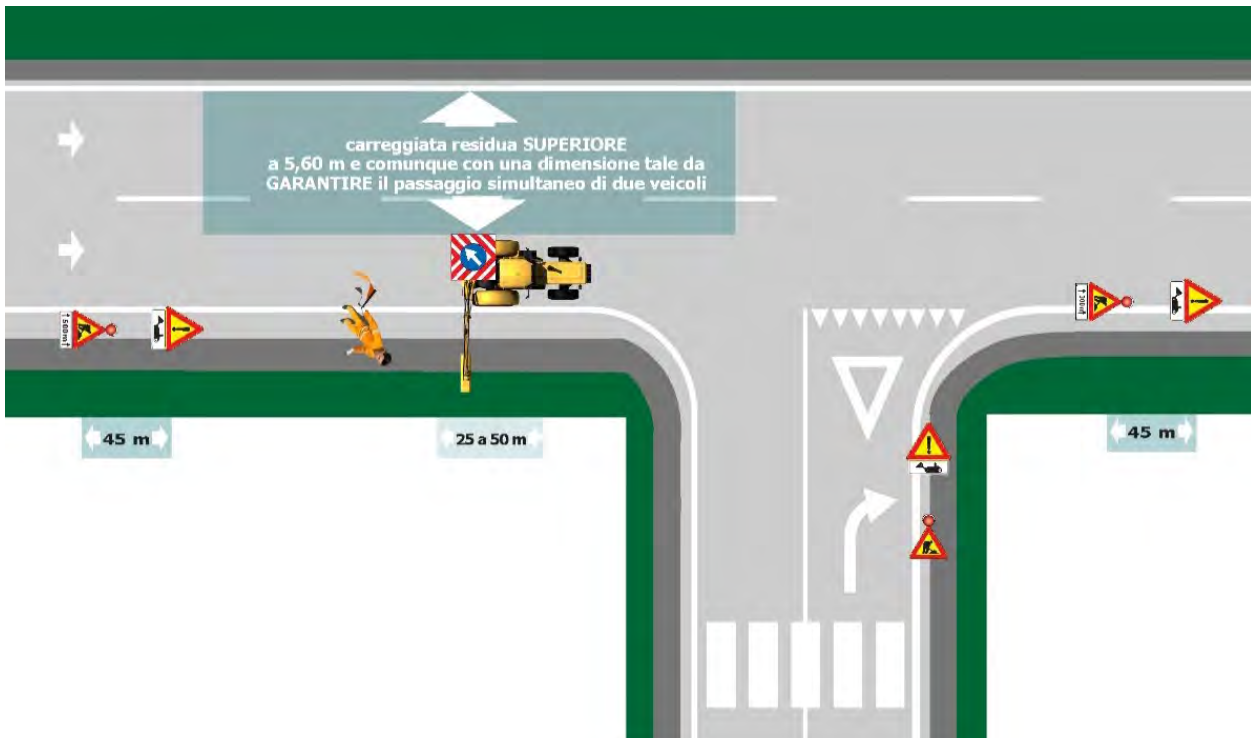 carreggiata residua SUPERIORE
a 5,60 m e comunque con una dimensione tale da
GARANTIRE il passaggio simultaneo di due veicoli
↑500m↑
!
!
45 m
25 a 50 m
!
!
45 m